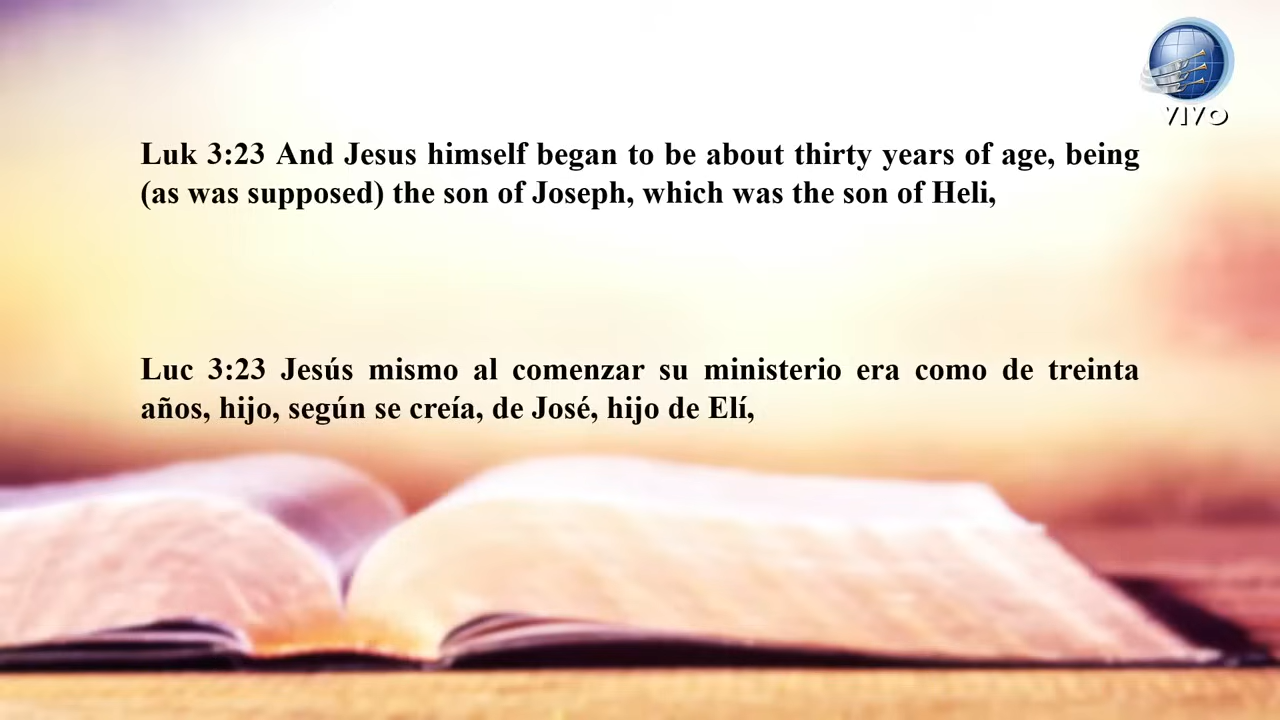 VIVO
Luk 3:23 And Jesus himself began to be about thirty years of age, being
(as was supposed) the son of Joseph, which was the son of Heli,
Luc 3:23 Jesús mismo al comenzar su ministerio era como de treinta
años, hijo, según se creía, de José, hijo de Elí,